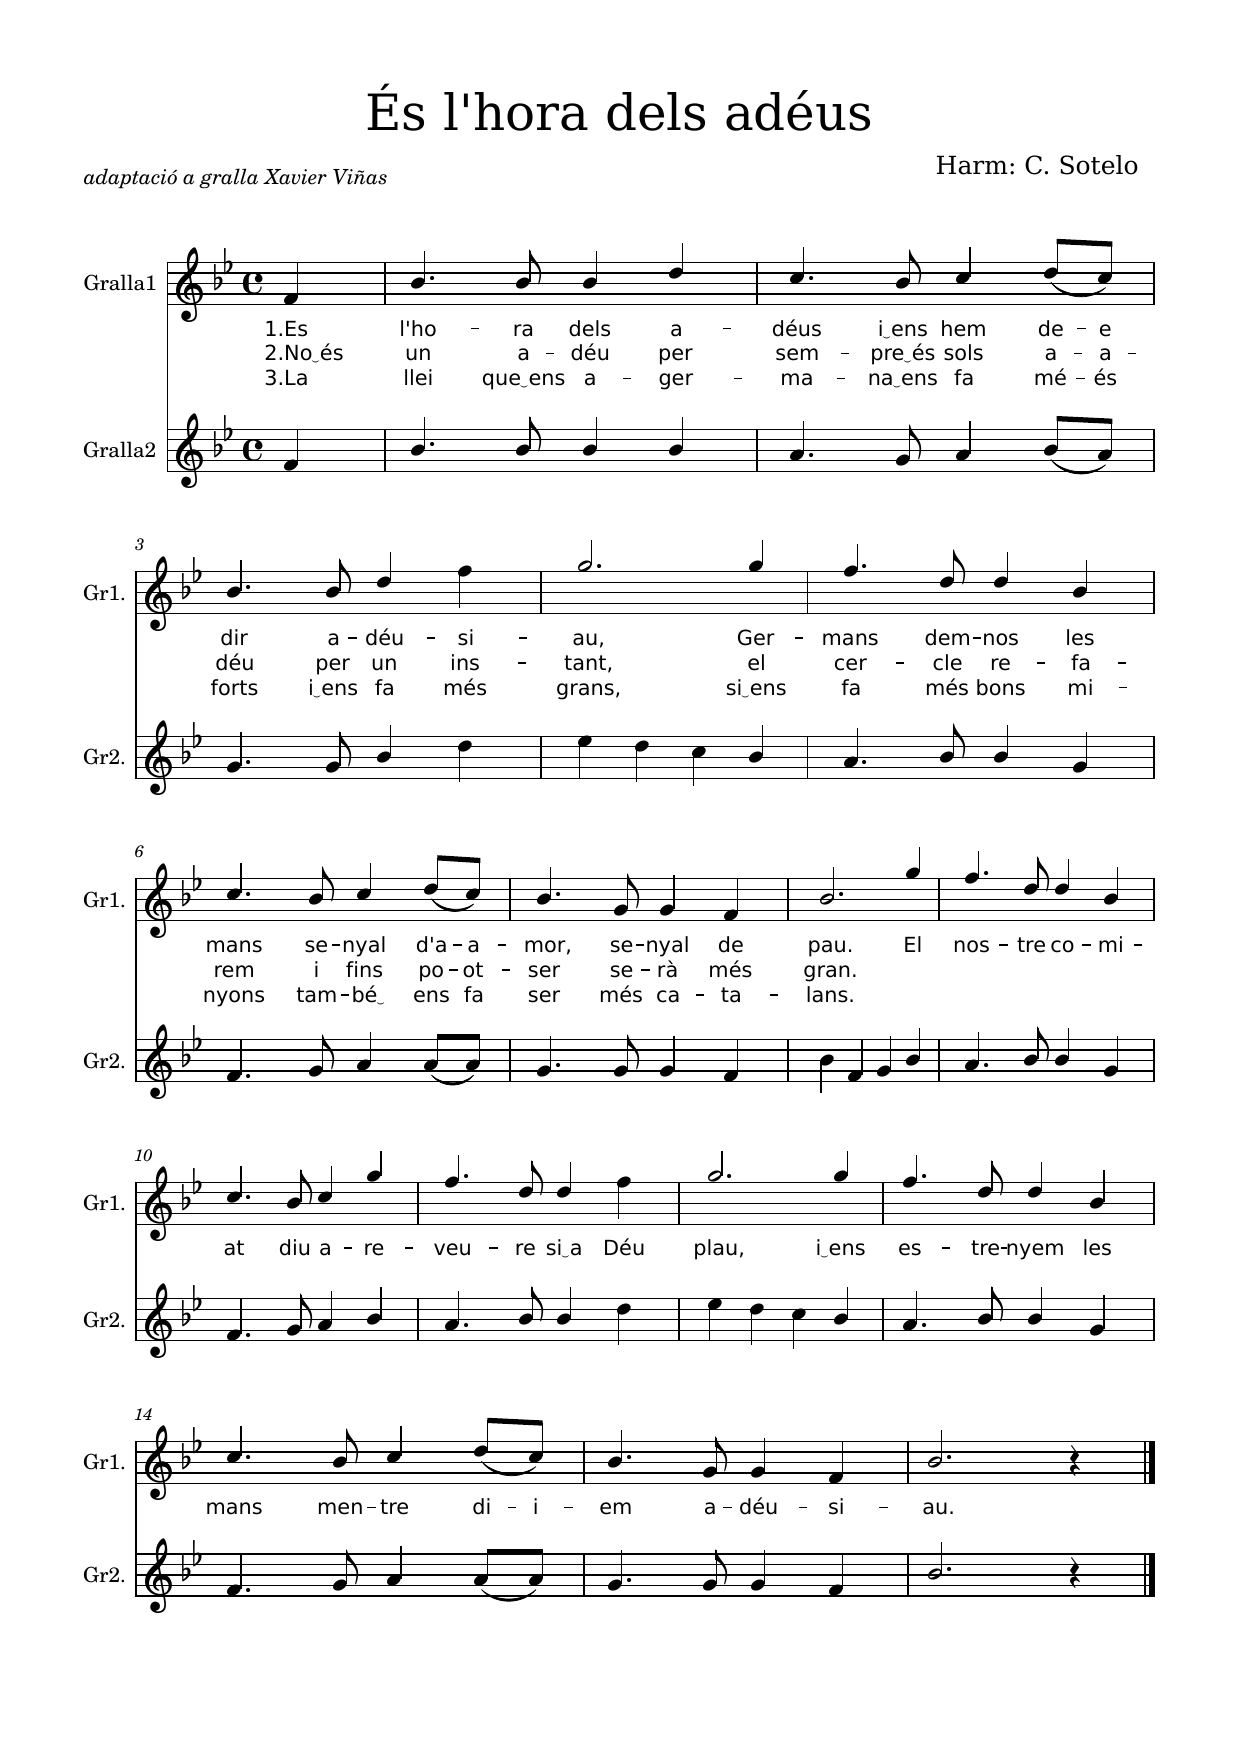 És l'hora dels adéus
adaptació a gralla Xavier Viñas
Harm: C. Sotelo
Gralla1
1.Es l'ho - ra dels a - déus i‿ens hem de - e
2.No‿és un a - déu per sem - pre‿és sols a - a -
3.La llei que‿ens a - ger - ma - na‿ens fa mé - és
Gralla2
3
Gr1.
dir a - déu - si - au, Ger - mans dem - nos les
déu per un ins - tant, el cer - cle re - fa -
forts i‿ens fa més grans, si‿ens fa més bons mi -
Gr2.
6
Gr1.
mans se - nyal d'a - a - mor, se - nyal de pau. El nos - tre co - mi -
rem i fins po - ot - ser se - rà més gran.
nyons tam - bé‿ ens fa ser més ca - ta - lans.
Gr2.
10
Gr1.
at diu a - re - veu - re si‿a Déu plau, i‿ens es - tre - nyem les
Gr2.
14
Gr1.
mans men - tre di - i - em a - déu - si - au.
Gr2.